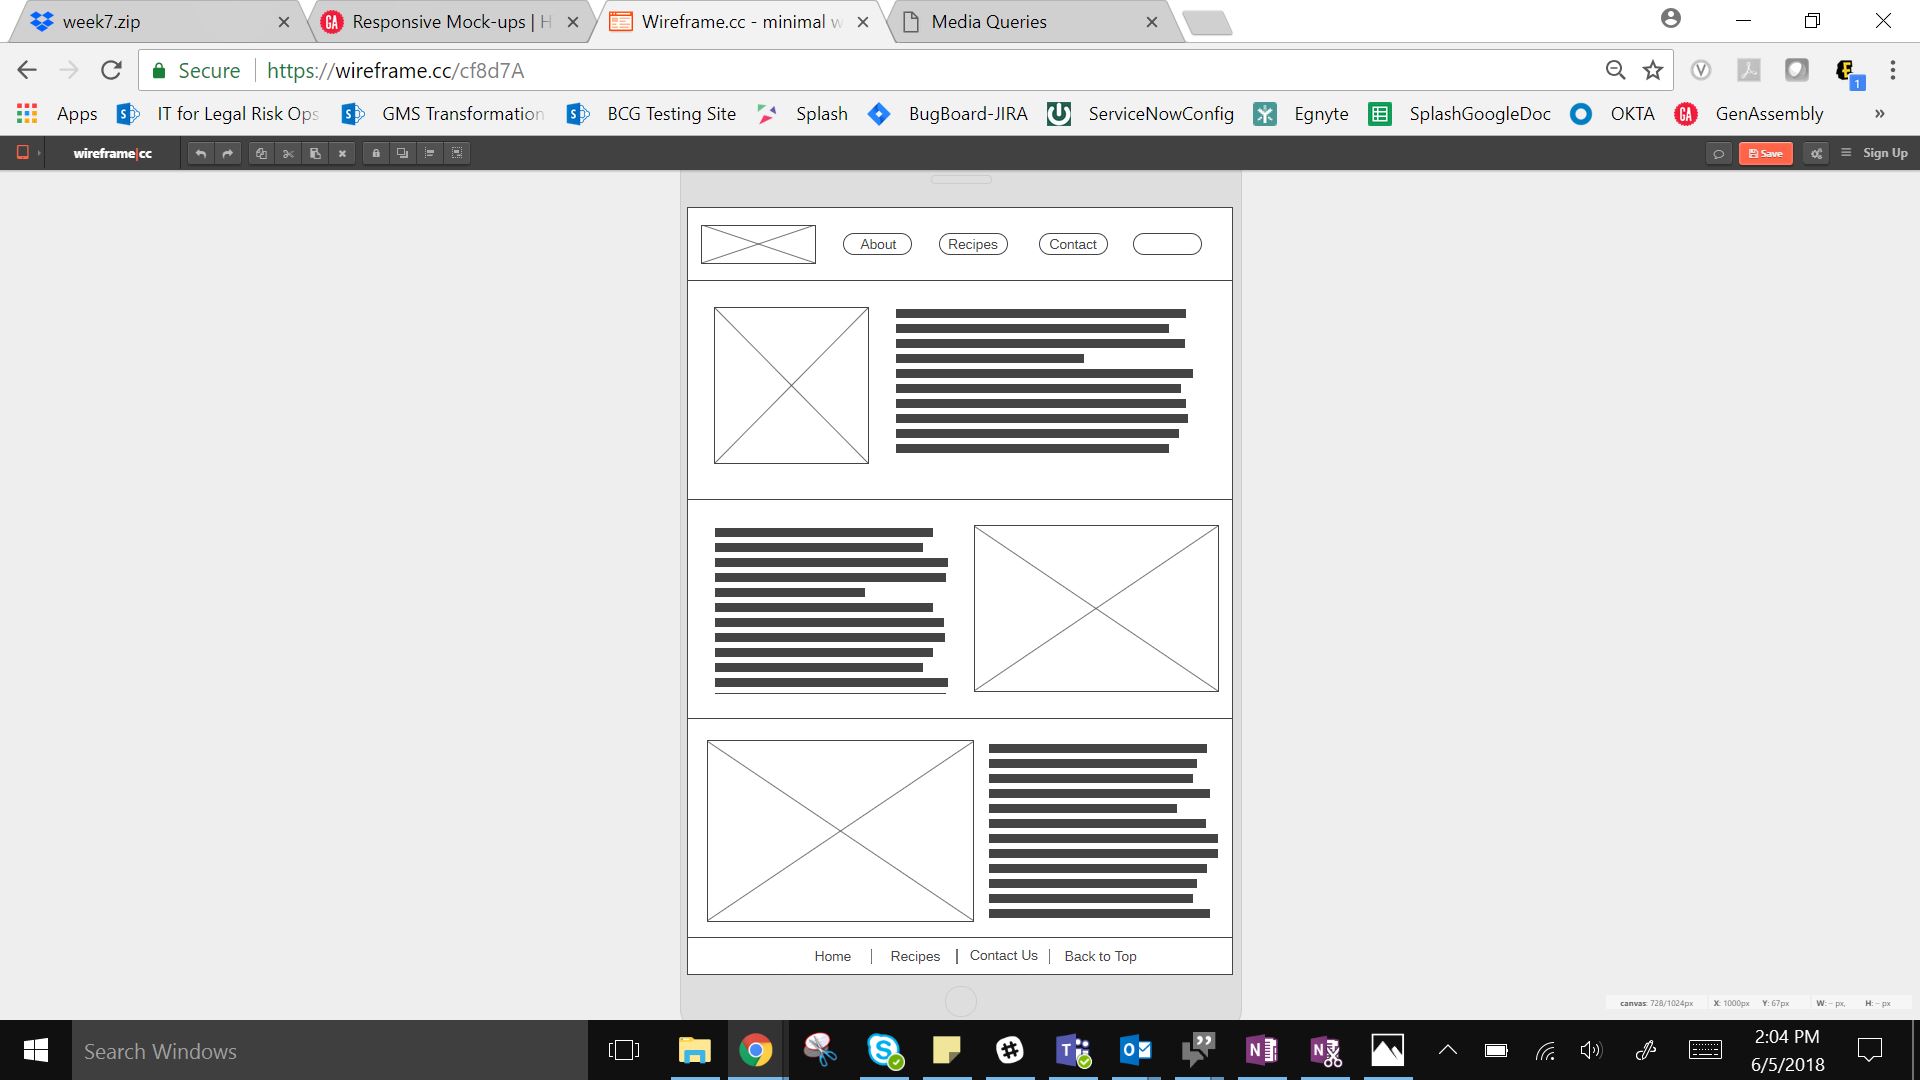 week7.zip
Responsive Mock-ups | H
Wireframe.cc - minimal w
Media Queries
Secure
https://wireframe.cc/cf8d7A
1
Apps
IT for Legal Risk Ops
GMS Transformation
BCG Testing Site
Splash
BugBoard-JIRA
ServiceNowConfig
Egnyte
SplashGoogleDoc
OKTA
GA
GenAssembly
»
wireframe|cc
Save
Sign Up
About
Recipes
Contact
Home
Recipes
Contact Us
Back to Top
canvas: 728/1024px
X: 1000px
Y: 67px
W: – px,
H: – px
Search Windows
2:04 PM
6/5/2018